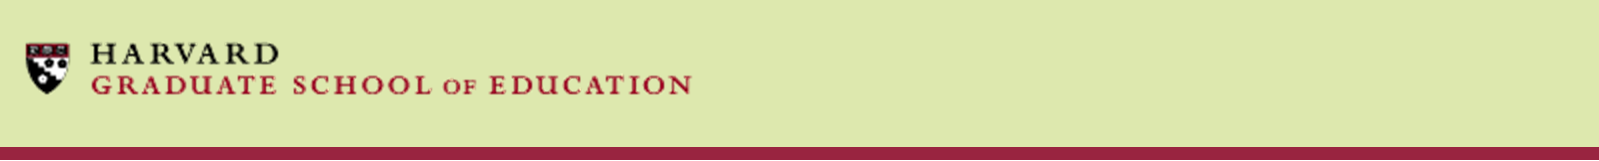 HARVARD
GRADUATE SCHOOL OF EDUCATION